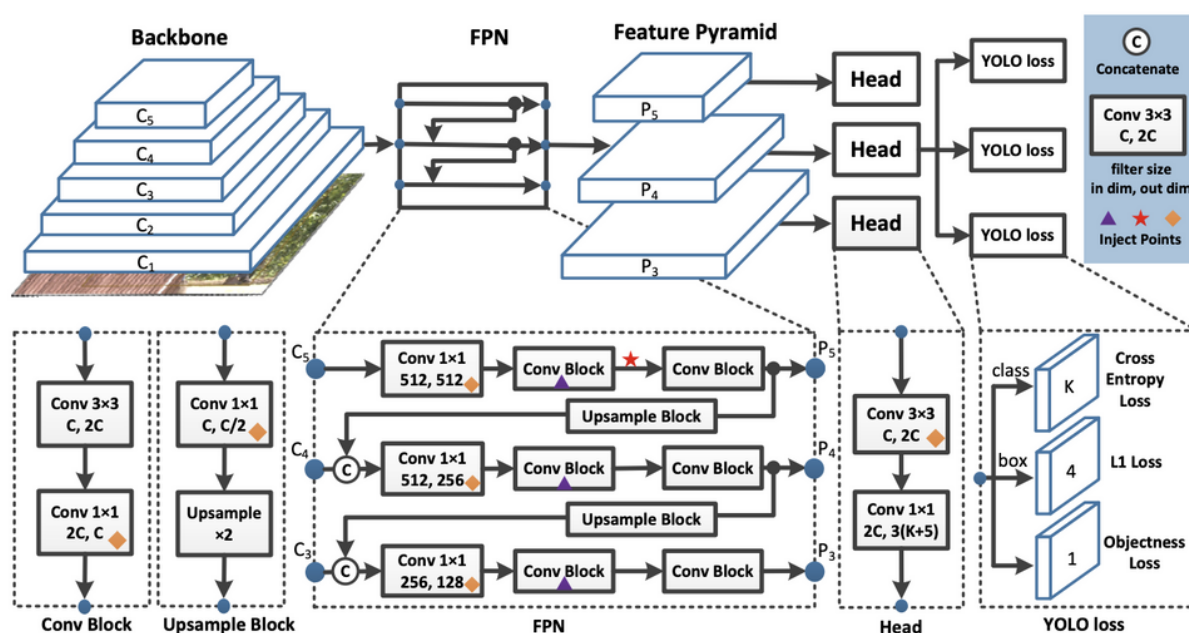 Backbone
FPN
Feature Pyramid
C5
C4
C3
C2
C1
P5
P4
P3
Head
Head
Head
YOLO loss
YOLO loss
YOLO loss
C
Concatenate
Conv 3×3
C, 2C
filter size
in dim, out dim
Inject Points
Conv 3×3
C, 2C
Conv 1×1
2C, C
Conv Block
Conv 1×1
C, C/2
Upsample
×2
Upsample Block
C5
Conv 1×1
512, 512
Conv Block
Conv Block
P5
Upsample Block
C4
C
Conv 1×1
512, 256
Conv Block
Conv Block
P4
Upsample Block
C3
C
Conv 1×1
256, 128
Conv Block
Conv Block
P3
FPN
Conv 3×3
C, 2C
Conv 1×1
2C, 3(K+5)
Head
class
K
Cross
Entropy
Loss
box
4
L1 Loss
1
Objectness
Loss
YOLO loss